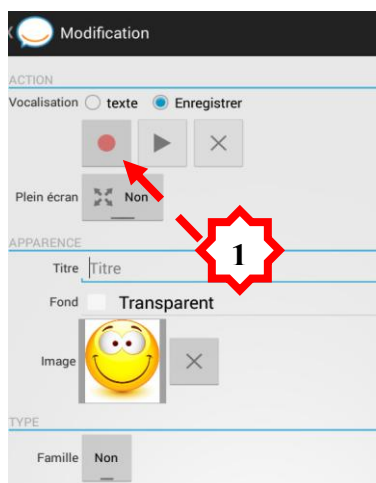 Modification
ACTION
Vocalisation texte Enregistrer
Plein écran Non
1
APPARENCE
Titre Titre
Fond Transparent
Image
TYPE
Famille Non